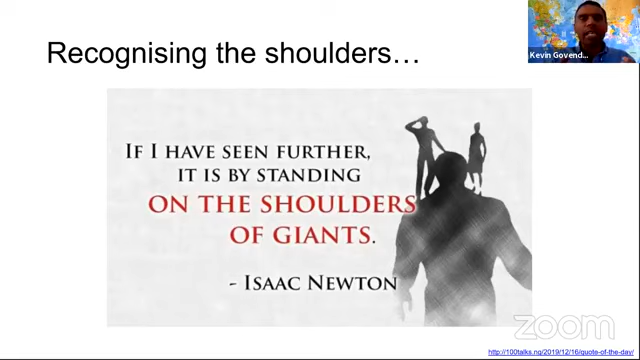 Recognising the shoulders…
Kevin Govend...
IF I HAVE SEEN FURTHER,
IT IS BY STANDING
ON THE SHOULDERS
OF GIANTS.
- ISAAC NEWTON
zoom
http://100talks.ng/2019/12/16/quote-of-the-day/